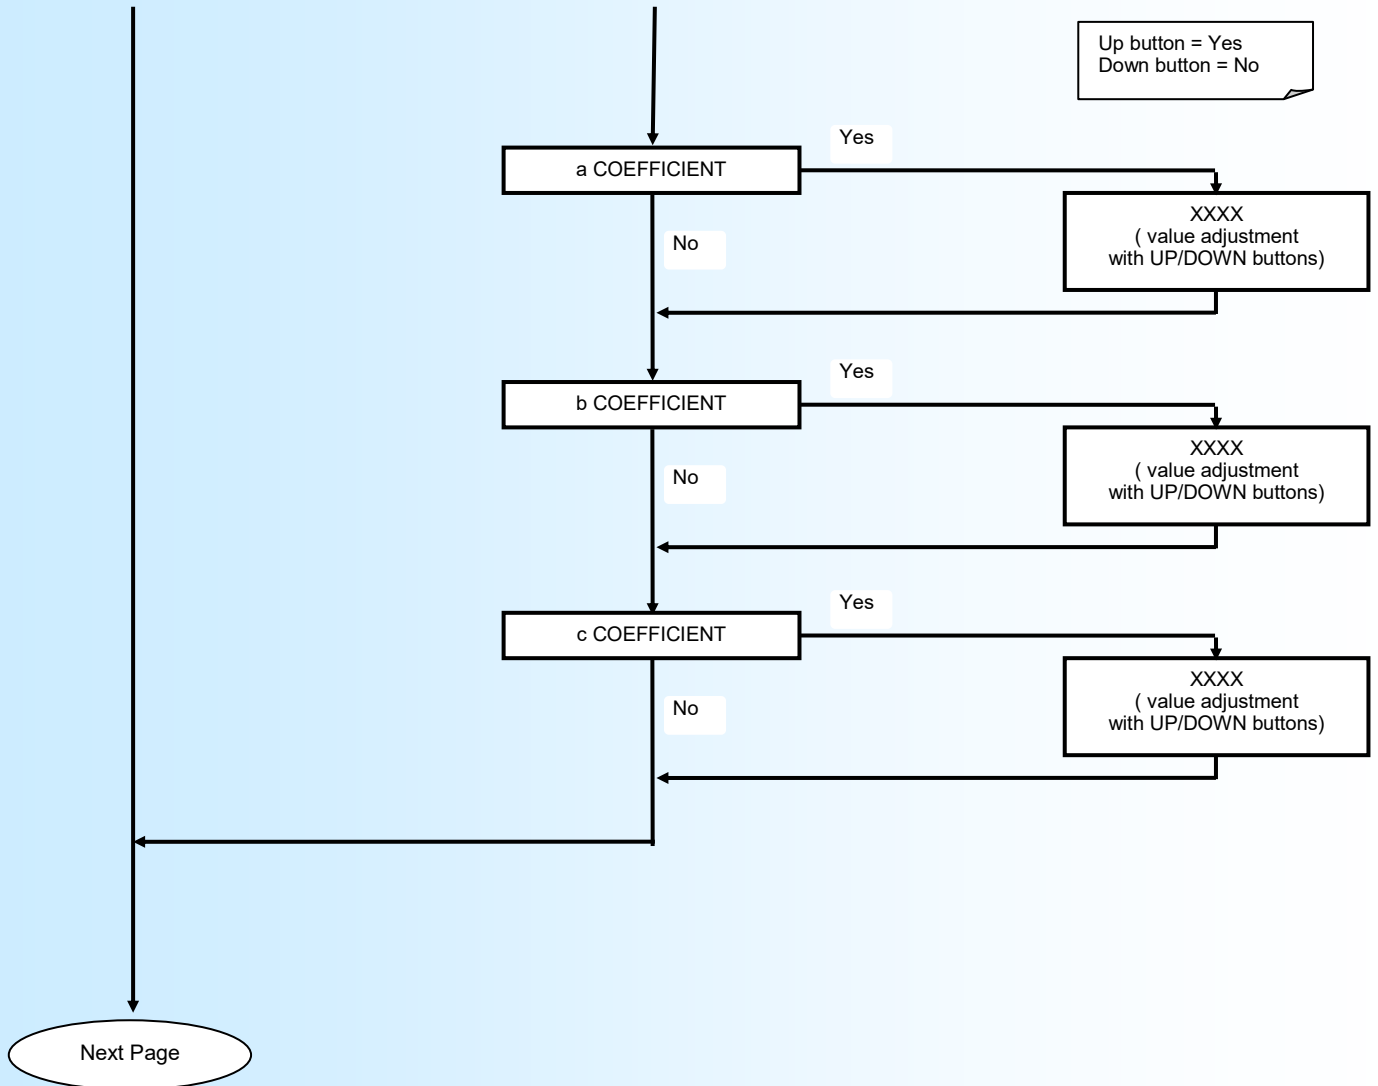 Up button = Yes
Down button = No
Yes
a COEFFICIENT
XXXX
( value adjustment
with UP/DOWN buttons)
No
Yes
b COEFFICIENT
XXXX
( value adjustment
with UP/DOWN buttons)
No
Yes
c COEFFICIENT
XXXX
( value adjustment
with UP/DOWN buttons)
No
Next Page